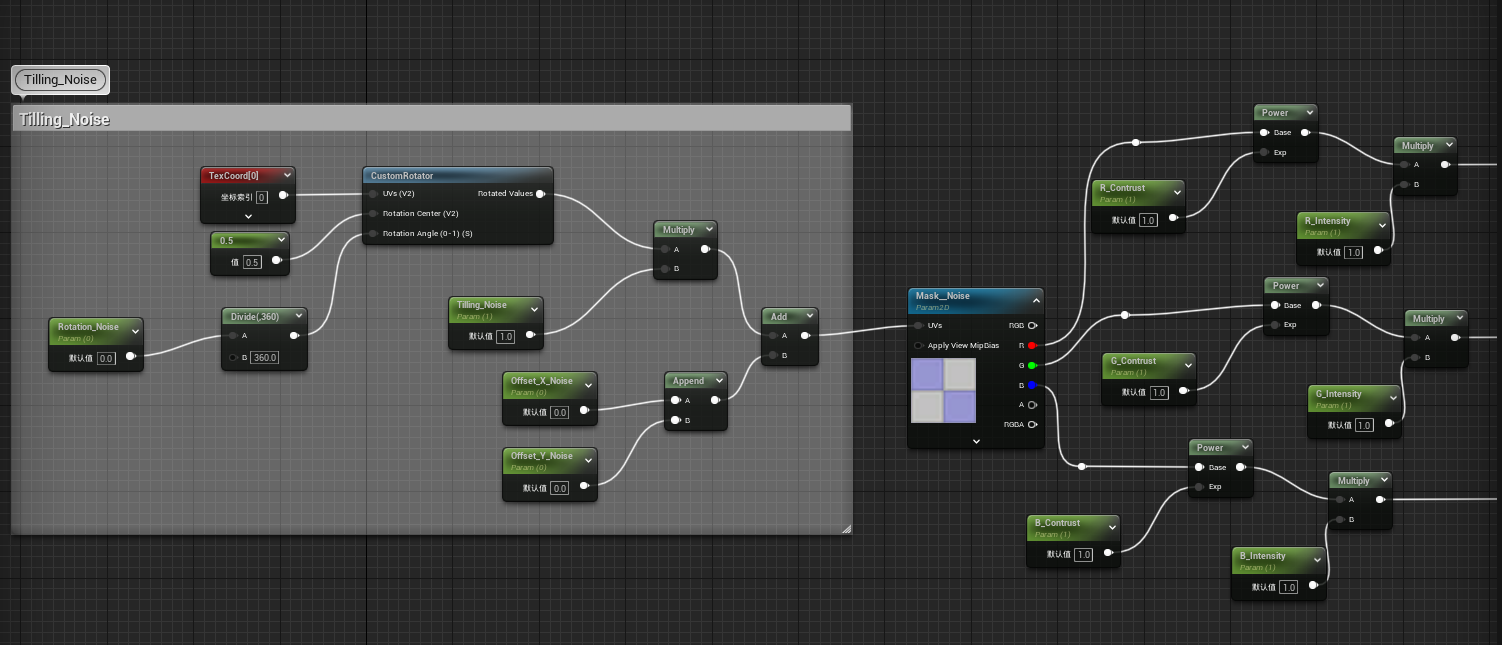 Tilling_Noise
Tilling_Noise
TexCoord[0]
坐标索引 0
0.5
值 0.5
Rotation_Noise
Param (0)
默认值 0.0
Divide(,360)
A
B 360.0
CustomRotator
UVs (V2)
Rotated Values
Rotation Center (V2)
Rotation Angle (0-1) (S)
Tilling_Noise
Param (1)
默认值 1.0
Multiply
A
B
Offset_X_Noise
Param (0)
默认值 0.0
Offset_Y_Noise
Param (0)
默认值 0.0
Append
A
B
Add
A
B
Mask__Noise
Param2D
UVs
RGB
Apply View MipBias
R
G
B
A
RGBA
R_Contrust
Param (1)
默认值 1.0
Power
Base
Exp
R_Intensity
Param (1)
默认值 1.0
Multiply
A
B
G_Contrust
Param (1)
默认值 1.0
Power
Base
Exp
G_Intensity
Param (1)
默认值 1.0
Multiply
A
B
B_Contrust
Param (1)
默认值 1.0
Power
Base
Exp
B_Intensity
Param (1)
默认值 1.0
Multiply
A
B